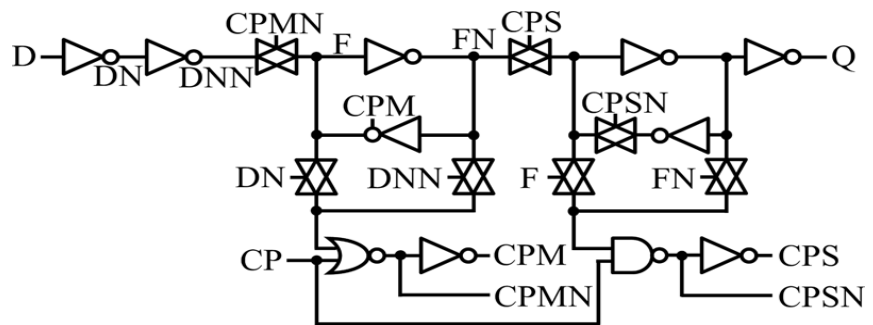 CPMN
F
FN
CPS
D
DN
DNN
Q
CPM
CPSN
DN
DNN
F
FN
CP
CPM
CPS
CPMN
CPSN